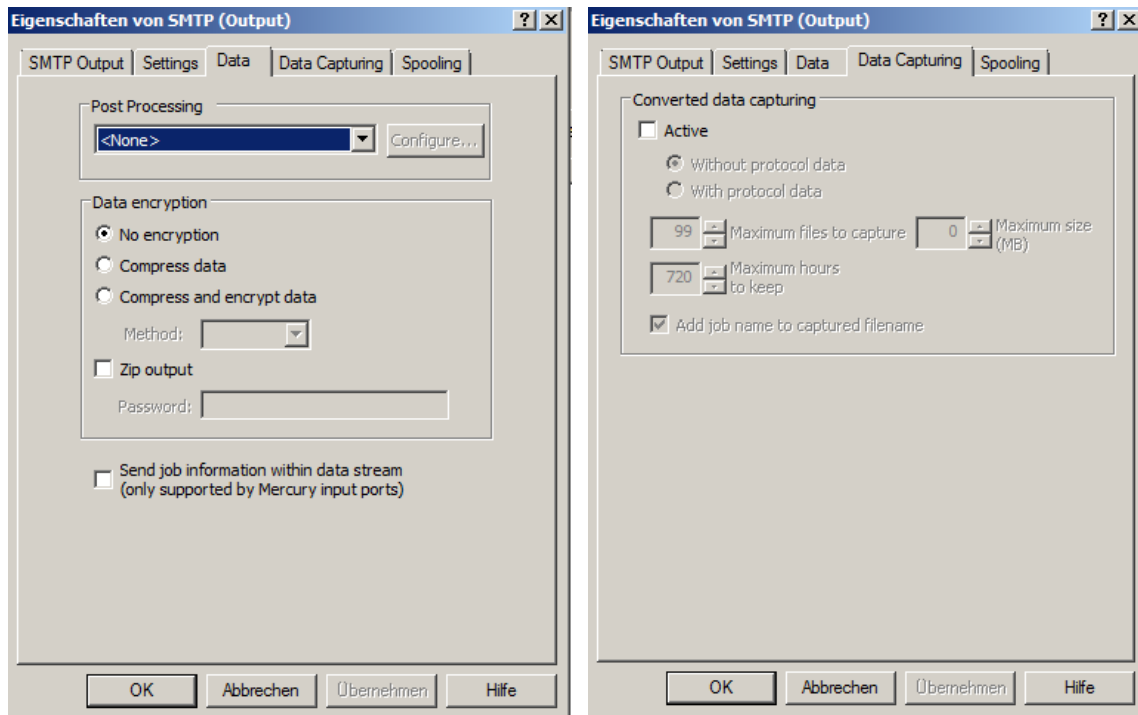 Eigenschaften von SMTP (Output)
SMTP Output
Settings
Data
Data Capturing
Spooling
Post Processing
<None>
Configure...
Data encryption
No encryption
Compress data
Compress and encrypt data
Method:
Zip output
Password:
Send job information within data stream
(only supported by Mercury input ports)
OK
Abbrechen
Übernehmen
Hilfe
Eigenschaften von SMTP (Output)
SMTP Output
Settings
Data
Data Capturing
Spooling
Converted data capturing
Active
Without protocol data
With protocol data
99 Maximum files to capture
0 Maximum size
(MB)
720 Maximum hours
to keep
Add job name to captured filename
OK
Abbrechen
Übernehmen
Hilfe